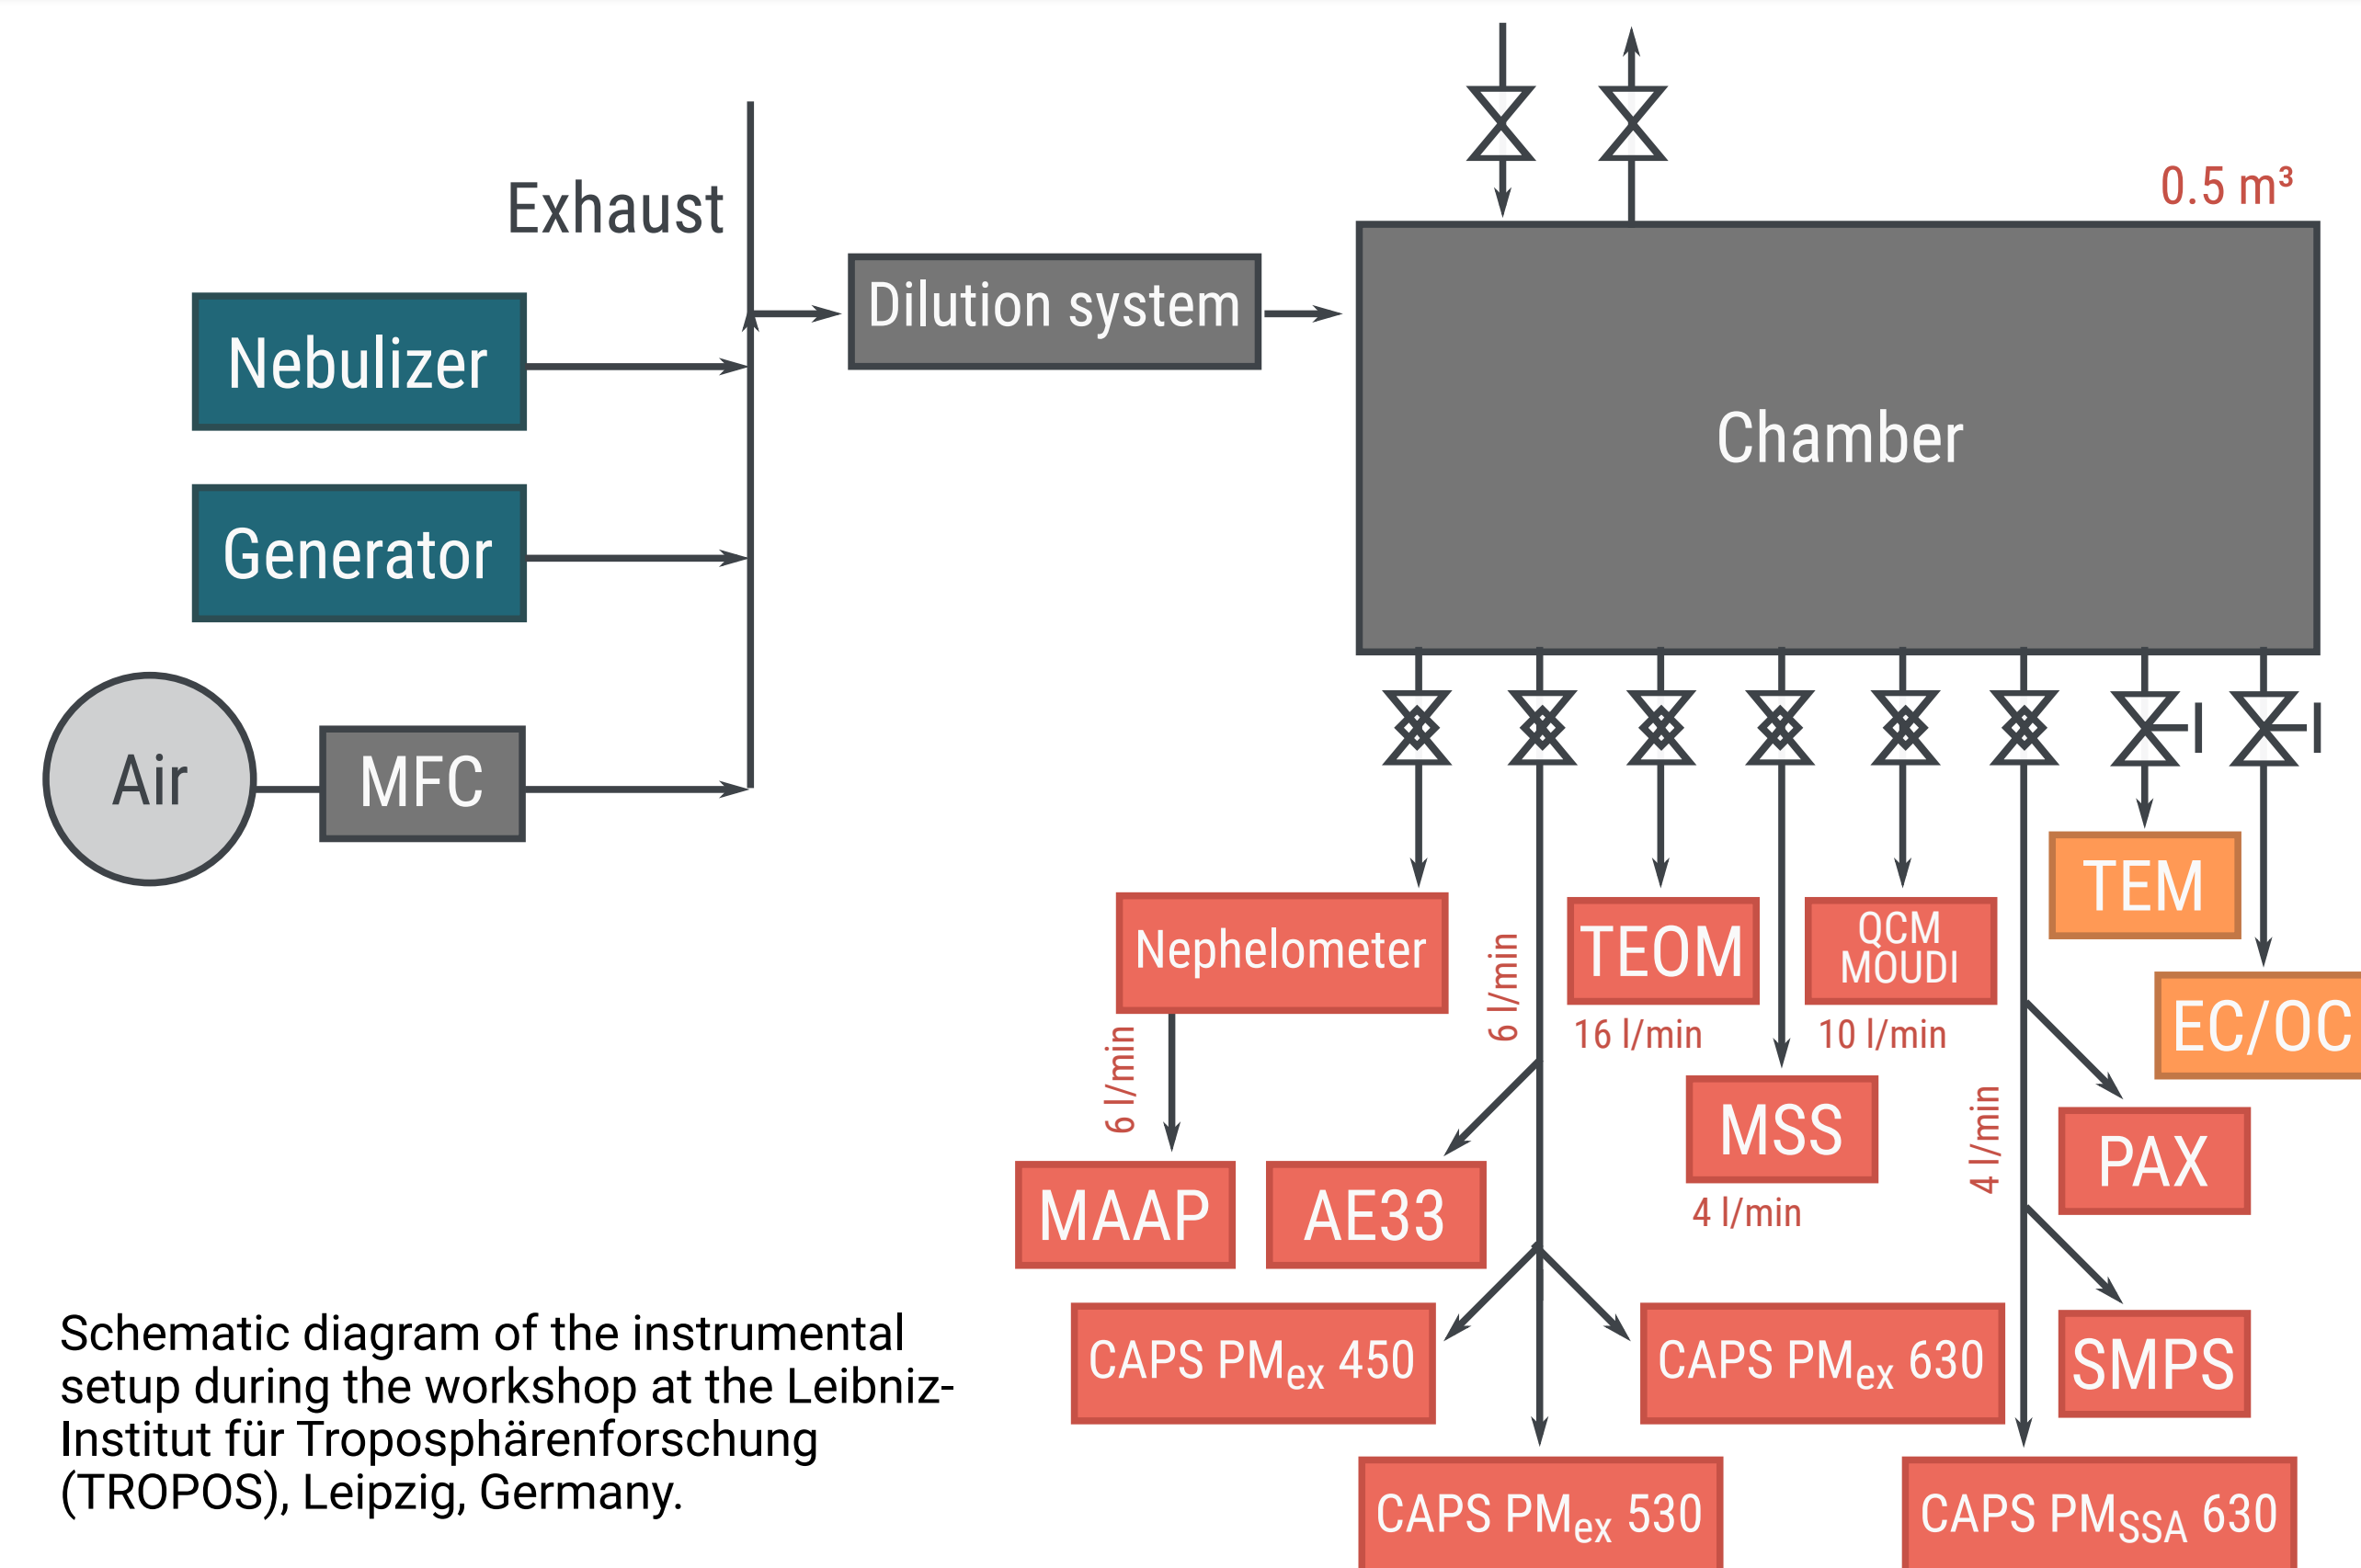 0.5 m³
Exhaust
Dilution system
Nebulizer
Chamber
Generator
Air
MFC
TEM
Nephelometer
6 l/min
TEOM
QCM
MOUDI
EC/OC
16 l/min
10 l/min
6 l/min
MSS
4 l/min
PAX
MAAP
AE33
4 l/min
CAPS PMex 450
CAPS PMex 630
SMPS
Schematic diagram of the instrumental
setup during the workshop at the Leibniz-
Institut für Troposphärenforschung
(TROPOS), Leipzig, Germany.
CAPS PMex 530
CAPS PMSSA 630